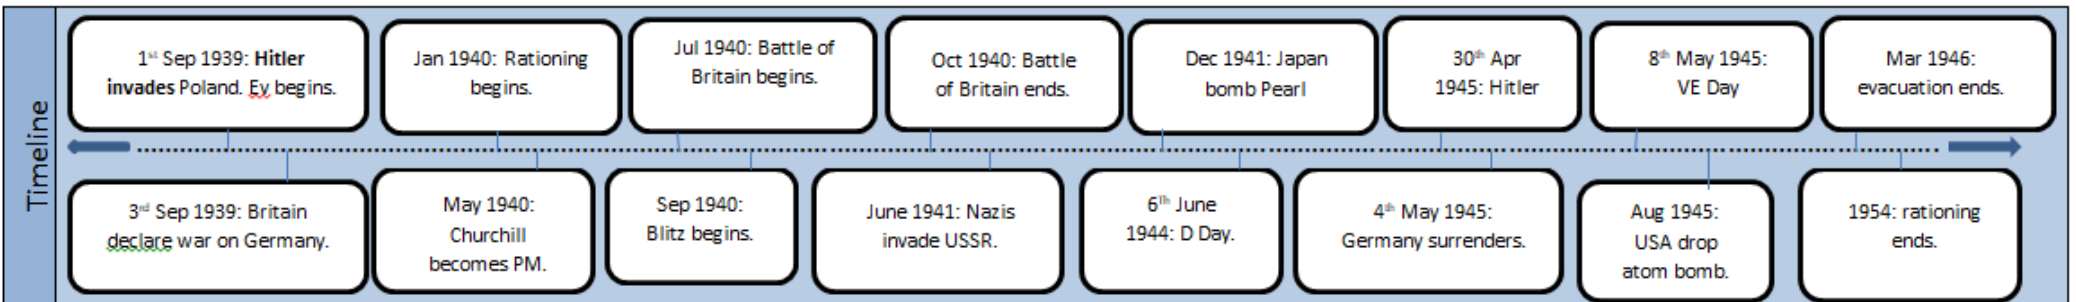 Timeline
1st Sep 1939: Hitler
invades Poland. Ev begins.
Jan 1940: Rationing
begins.
Jul 1940: Battle of
Britain begins.
Oct 1940: Battle
of Britain ends.
Dec 1941: Japan
bomb Pearl
30th Apr
1945: Hitler
8th May 1945:
VE Day
Mar 1946:
evacuation ends.
3rd Sep 1939: Britain
declare war on Germany.
May 1940:
Churchill
becomes PM.
Sep 1940:
Blitz begins.
June 1941: Nazis
invade USSR.
6Th June
1944: D Day.
4th May 1945:
Germany surrenders.
Aug 1945:
USA drop
atom bomb.
1954: rationing
ends.